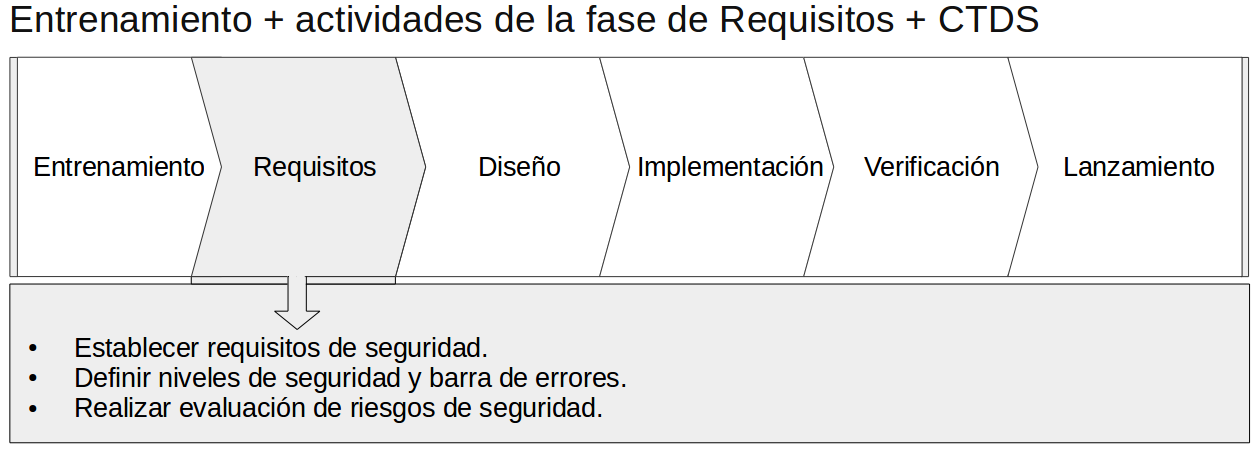 Entrenamiento + actividades de la fase de Requisitos + CTDS
Entrenamiento
Requisitos
Diseño
Implementación
Verificación
Lanzamiento
• Establecer requisitos de seguridad.
• Definir niveles de seguridad y barra de errores.
• Realizar evaluación de riesgos de seguridad.